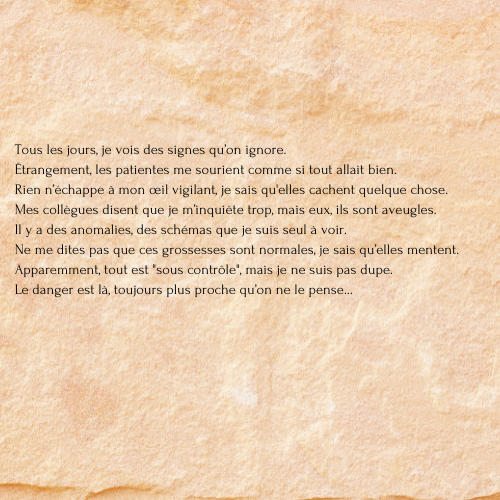 Tous les jours, je vois des signes qu'on ignore.
Étrangement, les patientes me sourient comme si tout allait bien.
Rien n'échappe à mon œil vigilant, je sais qu'elles cachent quelque chose.
Mes collègues disent que je m'inquiète trop, mais eux, ils sont aveugles.
Il y a des anomalies, des schémas que je suis seul à voir.
Ne me dites pas que ces grossesses sont normales, je sais qu'elles mentent.
Apparemment, tout est "sous contrôle", mais je ne suis pas dupe.
Le danger est là, toujours plus proche qu'on ne le pense...